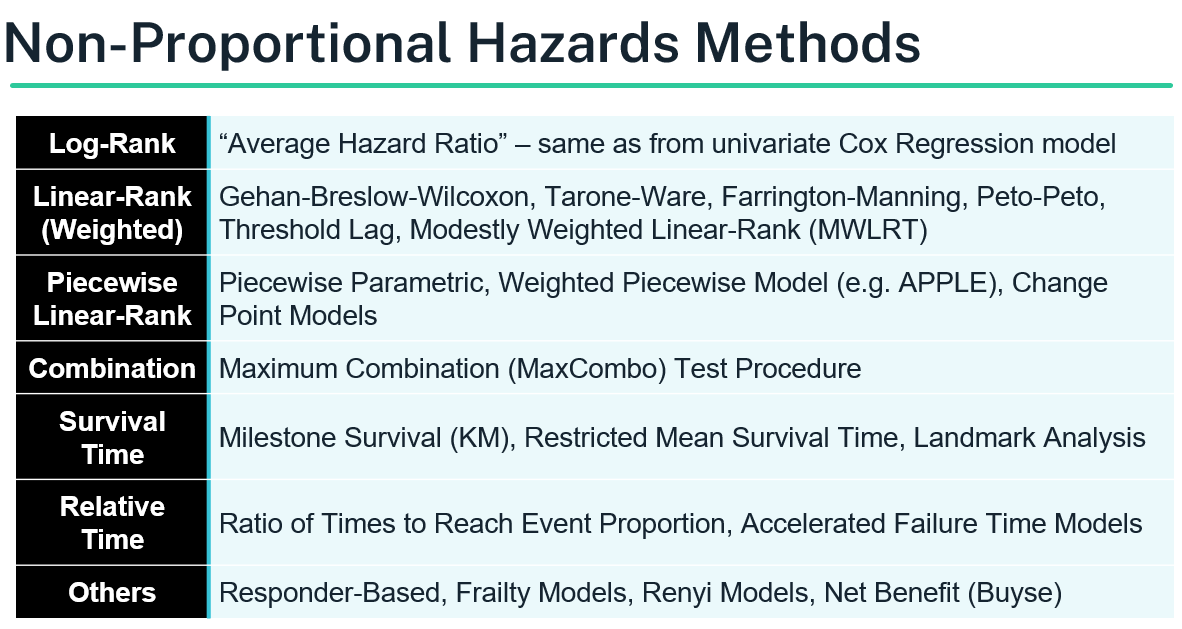 Non-Proportional Hazards Methods
Log-Rank
“Average Hazard Ratio” – same as from univariate Cox Regression model
Linear-Rank
(Weighted)
Gehan-Breslow-Wilcoxon, Tarone-Ware, Farrington-Manning, Peto-Peto,
Threshold Lag, Modestly Weighted Linear-Rank (MWLRT)
Piecewise
Linear-Rank
Piecewise Parametric, Weighted Piecewise Model (e.g. APPLE), Change
Point Models
Combination
Maximum Combination (MaxCombo) Test Procedure
Survival
Time
Milestone Survival (KM), Restricted Mean Survival Time, Landmark Analysis
Relative
Time
Ratio of Times to Reach Event Proportion, Accelerated Failure Time Models
Others
Responder-Based, Frailty Models, Renyi Models, Net Benefit (Buyse)